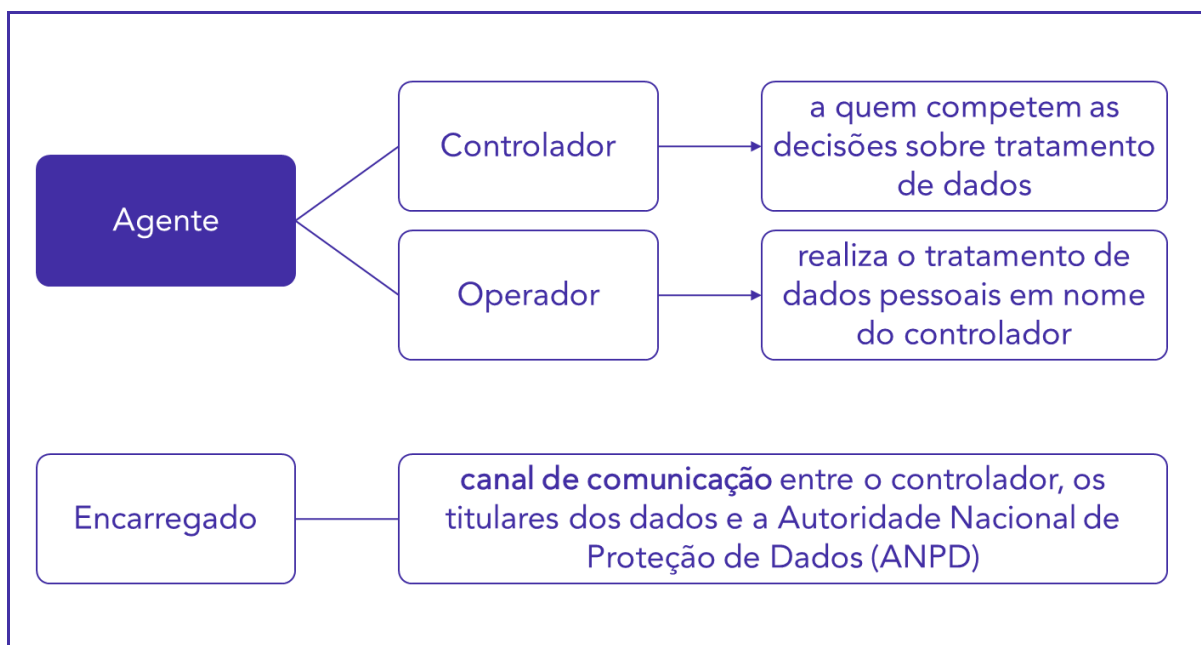 Agente
Controlador
a quem competem as
decisões sobre tratamento
de dados
Operador
realiza o tratamento de
dados pessoais em nome
do controlador
Encarregado
canal de comunicação entre o controlador, os
titulares dos dados e a Autoridade Nacional de
Proteção de Dados (ANPD)